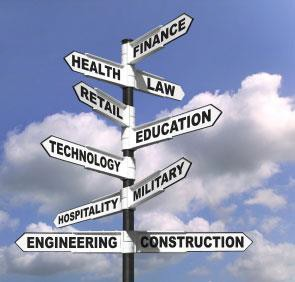 FINANCE
HEALTH
LAW
RETAIL
EDUCATION
TECHNOLOGY
MILITARY
HOSPITALITY
ENGINEERING
CONSTRUCTION